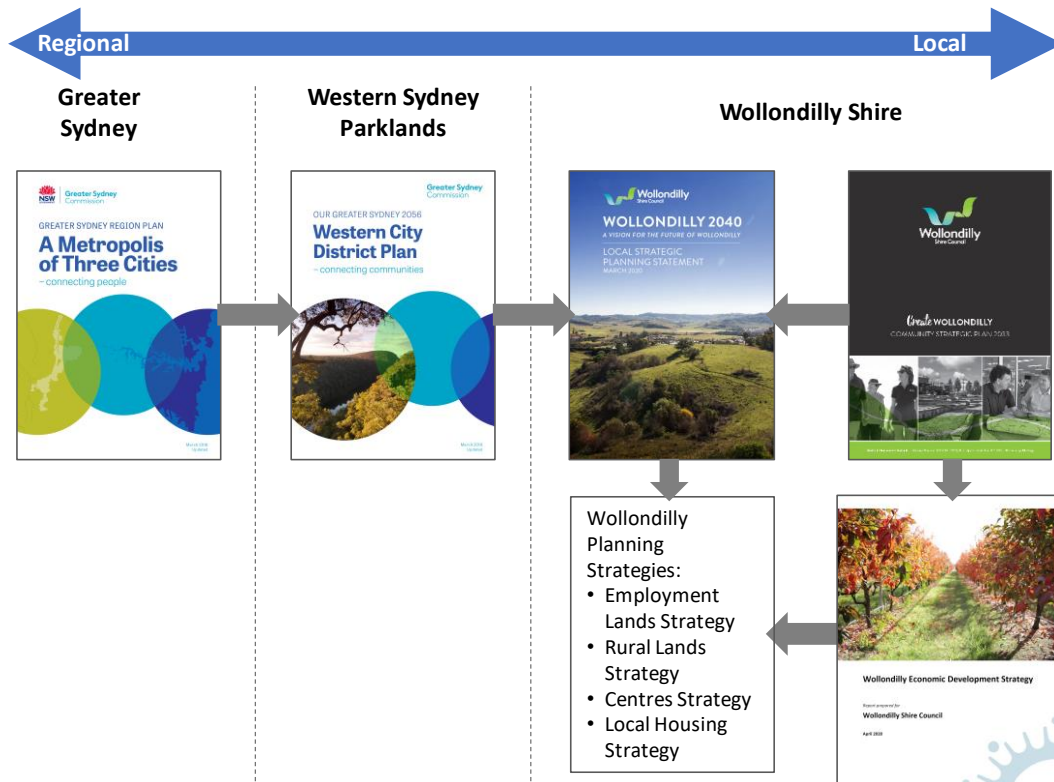 Regional
Local
Greater
Sydney
Western Sydney
Parklands
Wollondilly Shire
NSW
Greater Sydney
Commission
GREATER SYDNEY REGION PLAN
A Metropolis
of Three Cities
– connecting people
Greater Sydney
Commission
OUR GREATER SYDNEY 2056
Western City
District Plan
– connecting communities
Wollondilly
Shire Council
WOLLONDILLY 2040
A VISION FOR THE FUTURE OF WOLLONDILLY
LOCAL STRATEGIC
PLANNING STATEMENT
MARCH 2020
Wollondilly
Shire Council
Create WOLLONDILLY
COMMUNITY STRATEGIC PLAN 2033
Wollondilly
Planning
Strategies:
• Employment
Lands Strategy
• Rural Lands
Strategy
• Centres Strategy
• Local Housing
Strategy
Wollondilly Economic Development Strategy
Report prepared for
Wollondilly Shire Council
April 2020